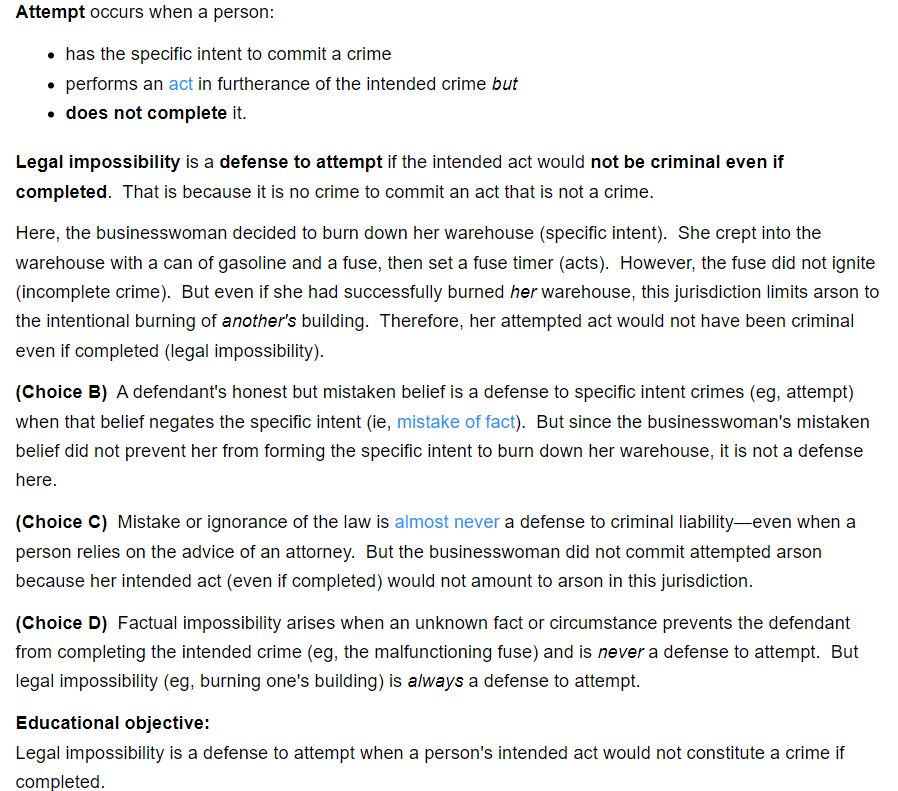 Attempt occurs when a person:
• has the specific intent to commit a crime
• performs an act in furtherance of the intended crime but
• does not complete it.
Legal impossibility is a defense to attempt if the intended act would not be criminal even if
completed.  That is because it is no crime to commit an act that is not a crime.
Here, the businesswoman decided to burn down her warehouse (specific intent).  She crept into the
warehouse with a can of gasoline and a fuse, then set a fuse timer (acts).  However, the fuse did not ignite
(incomplete crime).  But even if she had successfully burned her warehouse, this jurisdiction limits arson to
the intentional burning of another's building.  Therefore, her attempted act would not have been criminal
even if completed (legal impossibility).
(Choice B)  A defendant's honest but mistaken belief is a defense to specific intent crimes (eg, attempt)
when that belief negates the specific intent (ie, mistake of fact).  But since the businesswoman's mistaken
belief did not prevent her from forming the specific intent to burn down her warehouse, it is not a defense
here.
(Choice C)  Mistake or ignorance of the law is almost never a defense to criminal liability—even when a
person relies on the advice of an attorney.  But the businesswoman did not commit attempted arson
because her intended act (even if completed) would not amount to arson in this jurisdiction.
(Choice D)  Factual impossibility arises when an unknown fact or circumstance prevents the defendant
from completing the intended crime (eg, the malfunctioning fuse) and is never a defense to attempt.  But
legal impossibility (eg, burning one's building) is always a defense to attempt.
Educational objective:
Legal impossibility is a defense to attempt when a person's intended act would not constitute a crime if
completed.